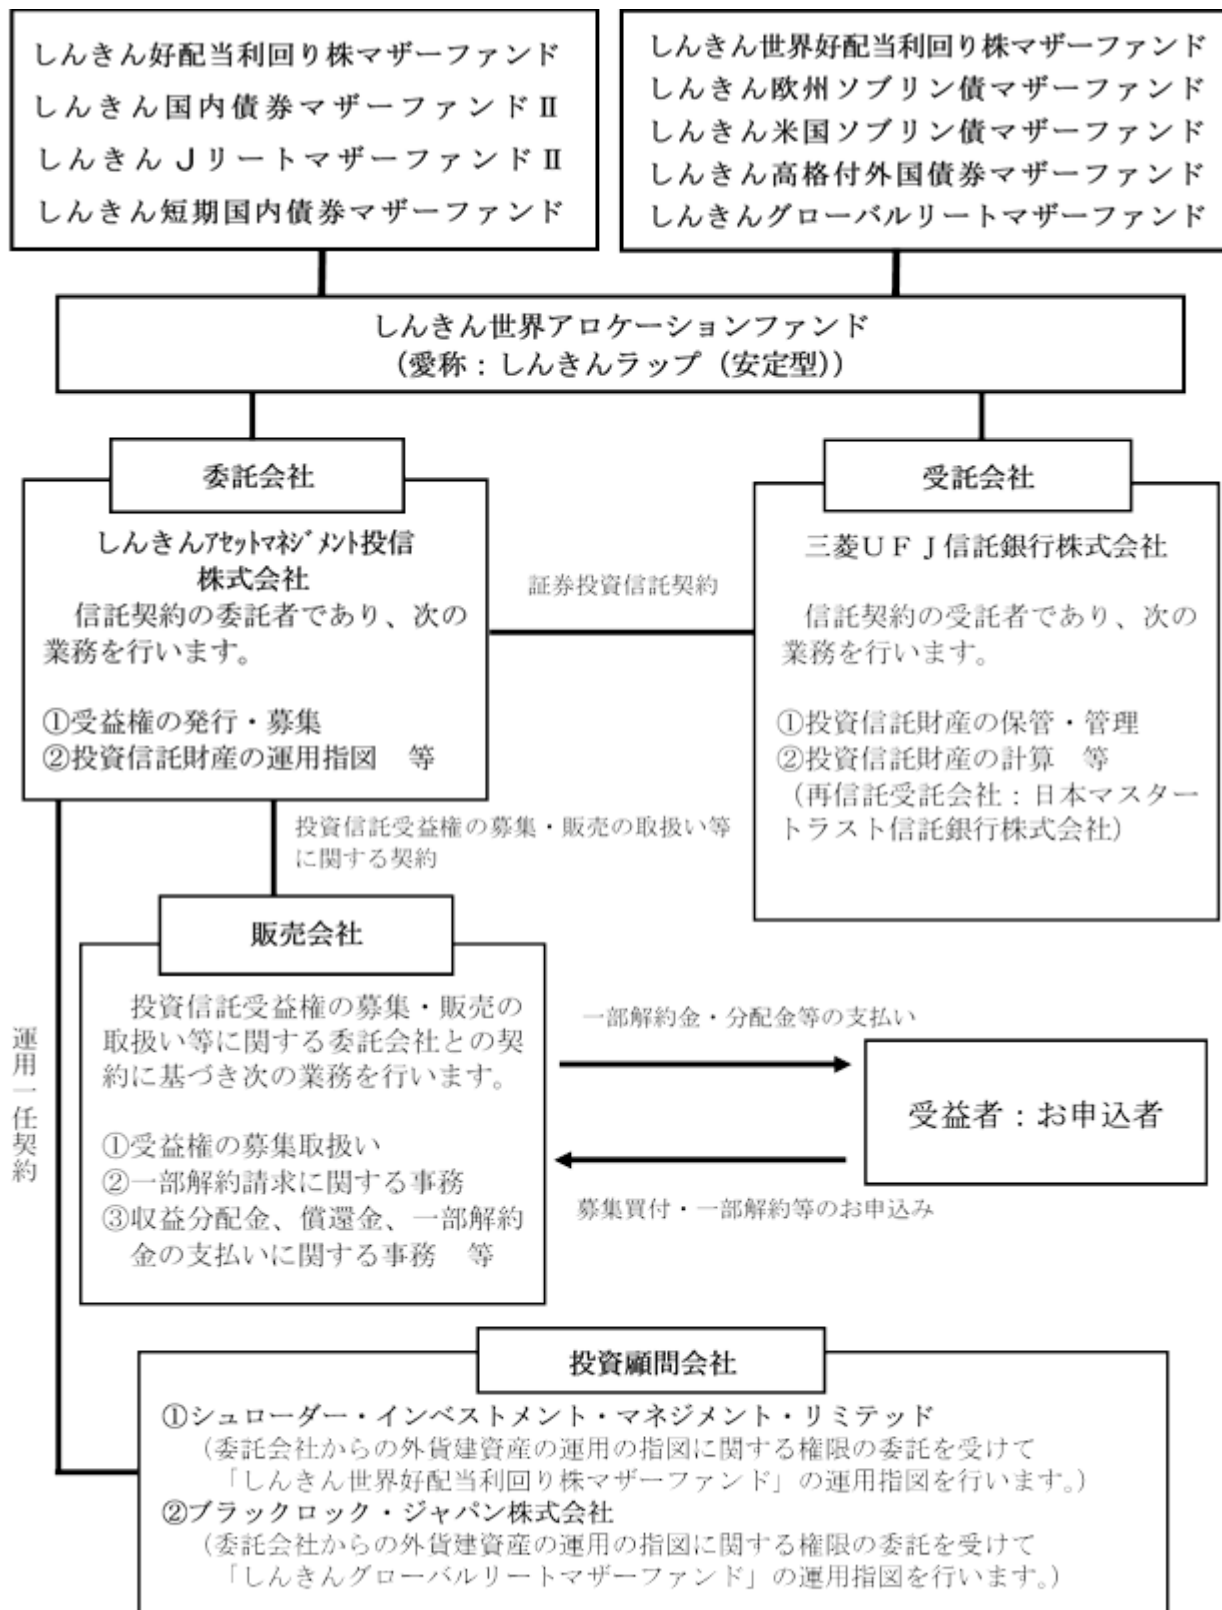 しんきん好配当利回り株マザーファンド
しんきん国内債券マザーファンドⅡ
しんきんJリートマザーファンドⅡ
しんきん短期国内債券マザーファンド
しんきん世界好配当利回り株マザーファンド
しんきん欧州ソブリン債マザーファンド
しんきん米国ソブリン債マザーファンド
しんきん高格付外国債券マザーファンド
しんきんグローバルリートマザーファンド
しんきん世界アロケーションファンド
（愛称：しんきんラップ（安定型））
委託会社
しんきんｱｾｯﾄﾏﾈｼﾞﾒﾝﾄ投信
株式会社
信託契約の委託者であり、次の
業務を行います。
①受益権の発行・募集
②投資信託財産の運用指図　等
証券投資信託契約
受託会社
三菱ＵＦＪ信託銀行株式会社
信託契約の受託者であり、次の
業務を行います。
①投資信託財産の保管・管理
②投資信託財産の計算　等
（再信託受託会社：日本マスター
トラスト信託銀行株式会社）
投資信託受益権の募集・販売の取扱い等
に関する契約
販売会社
投資信託受益権の募集・販売の
取扱い等に関する委託会社との契
約に基づき次の業務を行います。
①受益権の募集取扱い
②一部解約請求に関する事務
③収益分配金、償還金、一部解約
金の支払いに関する事務　等
一部解約金・分配金等の支払い
受益者：お申込者
募集買付・一部解約等のお申込み
運用一任契約
投資顧問会社
①シュローダー・インベストメント・マネジメント・リミテッド
（委託会社からの外貨建資産の運用の指図に関する権限の委託を受けて
「しんきん世界好配当利回り株マザーファンド」の運用指図を行います。）
②ブラックロック・ジャパン株式会社
（委託会社からの外貨建資産の運用の指図に関する権限の委託を受けて
「しんきんグローバルリートマザーファンド」の運用指図を行います。）